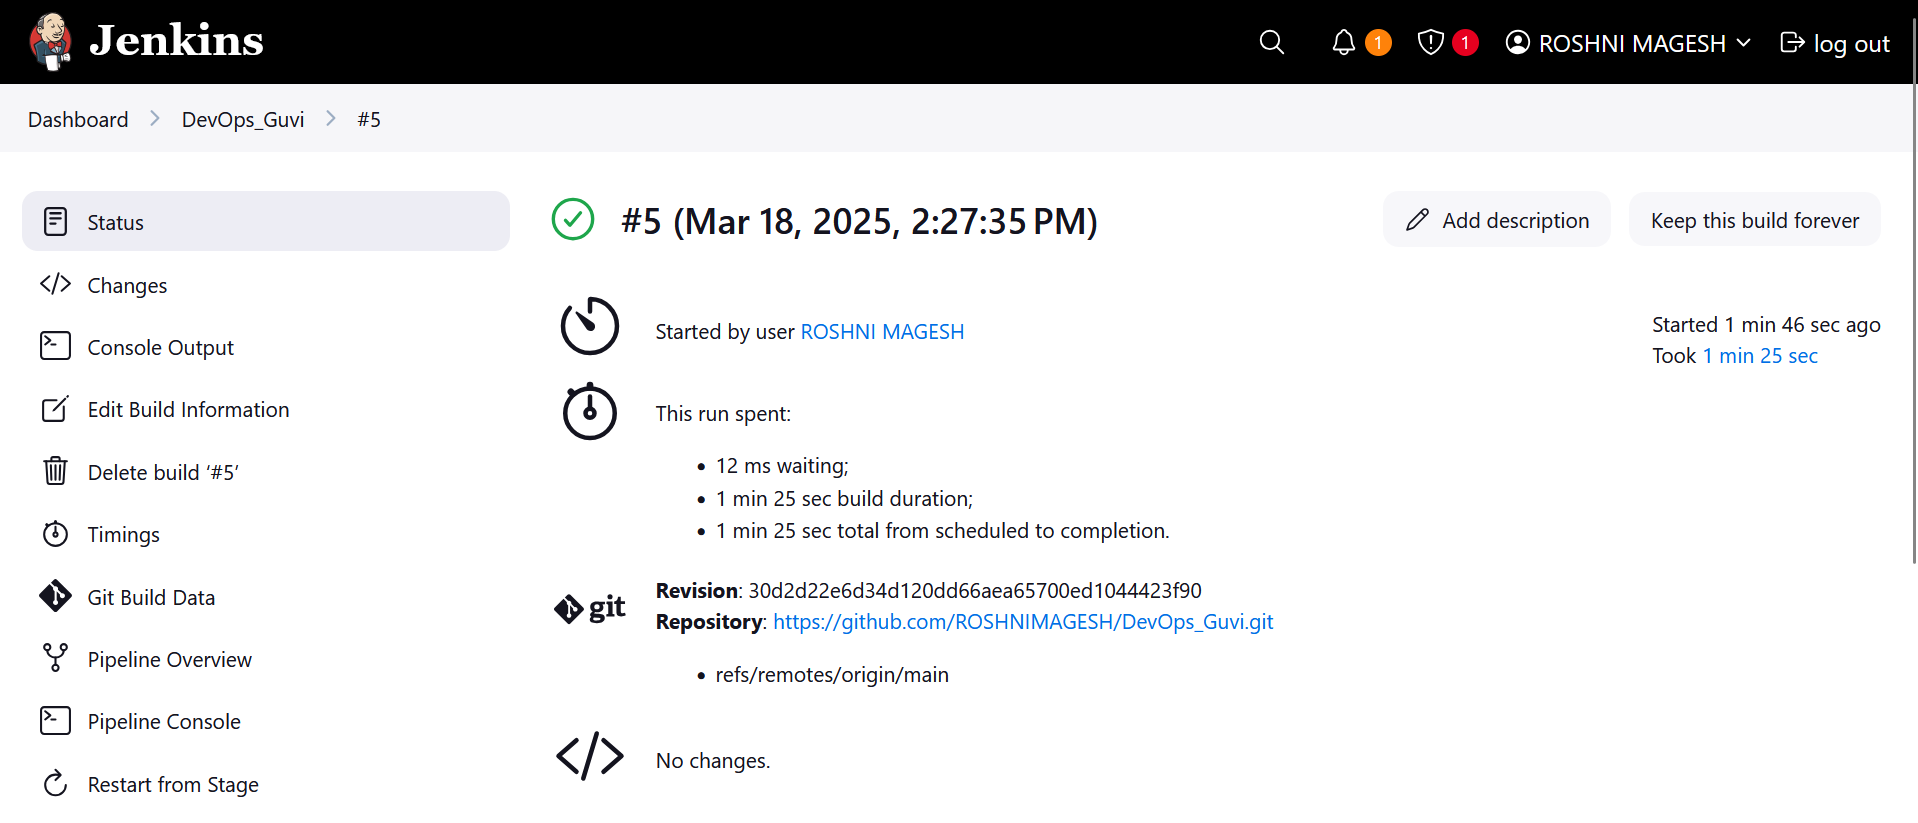 Jenkins
1
1
ROSHNI MAGESH
log out
Dashboard
DevOps_Guvi
#5
Status
Changes
Console Output
Edit Build Information
Delete build ‘#5’
Timings
Git Build Data
Pipeline Overview
Pipeline Console
Restart from Stage
#5 (Mar 18, 2025, 2:27:35 PM)
Add description
Keep this build forever
Started by user ROSHNI MAGESH
Started 1 min 46 sec ago
Took 1 min 25 sec
This run spent:
• 12 ms waiting;
• 1 min 25 sec build duration;
• 1 min 25 sec total from scheduled to completion.
git
Revision: 30d2d22e6d34d120dd66aea65700ed1044423f90
Repository: https://github.com/ROSHNIMAGESH/DevOps_Guvi.git
• refs/remotes/origin/main
No changes.